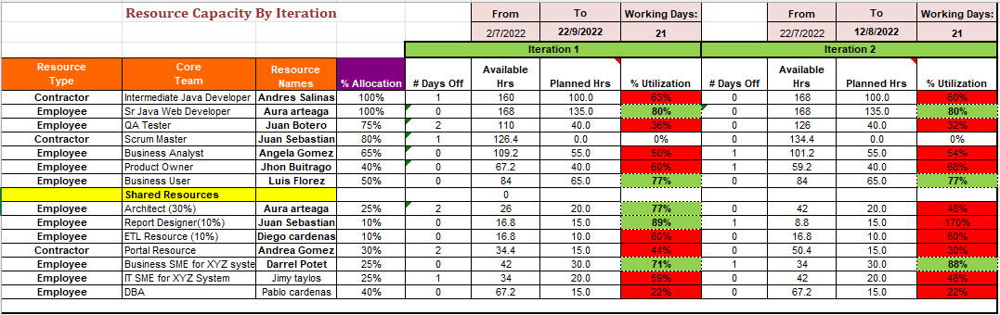 Resource Capacity By Iteration From To Working Days: From To Working Days:
2/7/2022 22/9/2022 21 22/7/2022 12/8/2022 21
Iteration 1 Iteration 2
Resource Type Core Team Resource Names % Allocation # Days Off Available Hrs Planned Hrs % Utilization # Days Off Available Hrs Planned Hrs % Utilization
Contractor Intermediate Java Developer Andres Salinas 100% 1 160 100.0 63% 0 168 100.0 60%
Employee Sr Java Web Developer Aura arteaga 100% 0 168 135.0 80% 0 168 135.0 80%
Employee QA Tester Juan Botero 75% 2 110 40.0 36% 0 126 40.0 32%
Contractor Scrum Master Juan Sebastian 80% 1 126.4 0.0 0% 0 134.4 0.0 0%
Employee Business Analyst Angela Gomez 65% 0 109.2 55.0 50% 1 101.2 55.0 54%
Employee Product Owner Jhon Buitrago 40% 0 67.2 40.0 60% 1 59.2 40.0 68%
Employee Business User Luis Florez 50% 0 84 65.0 77% 0 84 65.0 77%
Shared Resources 0
Employee Architect (30%) Aura arteaga 25% 2 26 20.0 77% 0 42 20.0 48%
Employee Report Designer(10%) Juan Sebastian 10% 0 16.8 15.0 89% 1 8.8 15.0 170%
Employee ETL Resource (10%) Diego cardenas 10% 0 16.8 10.0 60% 0 16.8 10.0 60%
Contractor Portal Resource Andrea Gomez 30% 2 34.4 15.0 44% 0 50.4 15.0 30%
Employee Business SME for XYZ syste Darrel Potet 25% 0 42 30.0 71% 1 34 30.0 88%
Employee IT SME for XYZ System Jimy taylos 25% 1 34 20.0 59% 0 42 20.0 48%
Employee DBA Pablo cardenas 40% 0 67.2 15.0 22% 0 67.2 15.0 22%